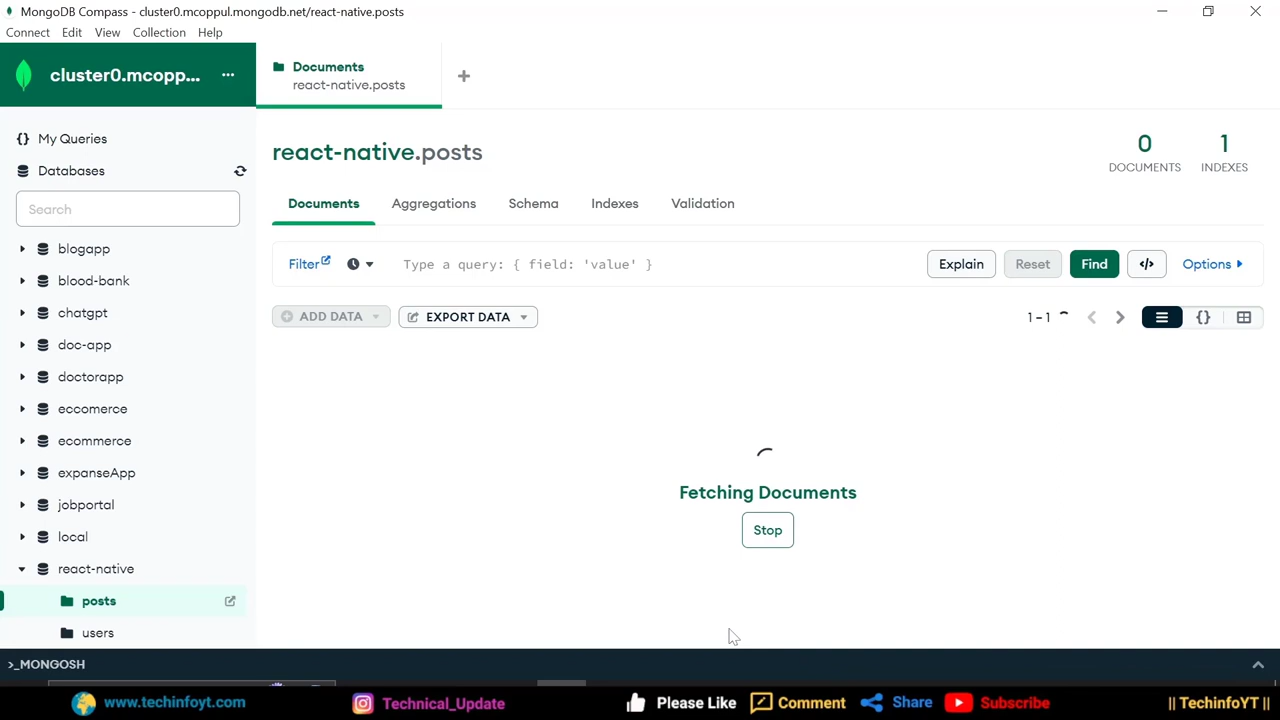 MongoDB Compass - cluster0.mcoppul.mongodb.net/react-native.posts
Connect Edit View Collection Help
cluster0.mcopp... ...
Documents
react-native.posts
My Queries
Databases
Search
blogapp
blood-bank
chatgpt
doc-app
doctorapp
eccomerce
ecommerce
expanseApp
jobportal
local
react-native
posts
users
react-native.posts
0 DOCUMENTS
1 INDEXES
Documents Aggregations Schema Indexes Validation
Filter Type a query: { field: 'value' } Explain Reset Find </> Options
ADD DATA EXPORT DATA 1 - 1 {}
Fetching Documents
Stop
>_MONGOSH
www.techinfoyt.com Technical_Update Please Like Comment Share Subscribe || TechinfoYT ||